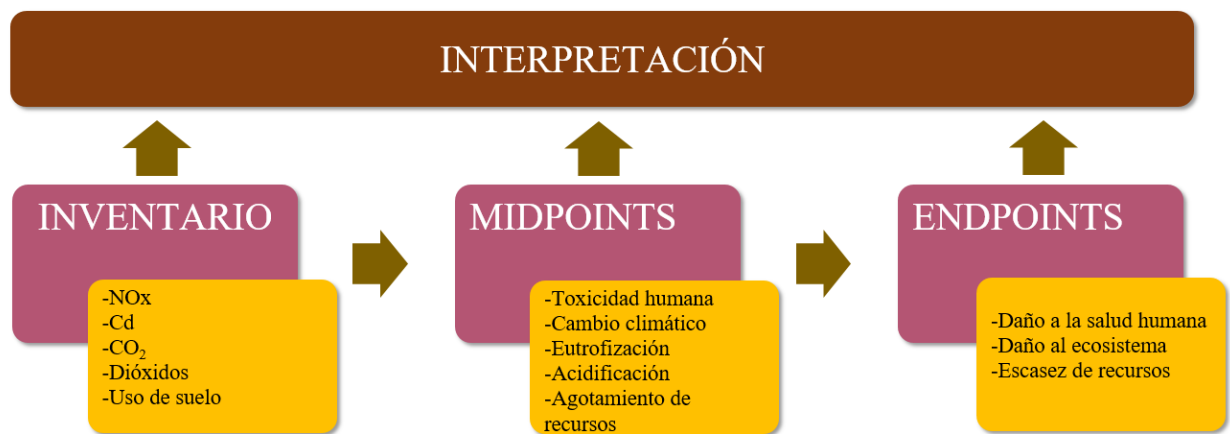 INTERPRETACIÓN
INVENTARIO
-NOx
-Cd
-CO₂
-Dióxidos
-Uso de suelo
MIDPOINTS
-Toxicidad humana
-Cambio climático
-Eutrofización
-Acidificación
-Agotamiento de
recursos
ENDPOINTS
-Daño a la salud humana
-Daño al ecosistema
-Escasez de recursos